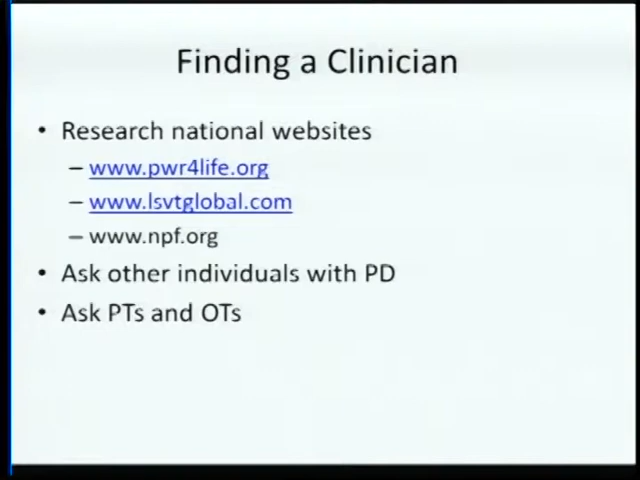 Finding a Clinician
• Research national websites
– www.pwr4life.org
– www.lsvtglobal.com
– www.npf.org
• Ask other individuals with PD
• Ask PTs and OTs